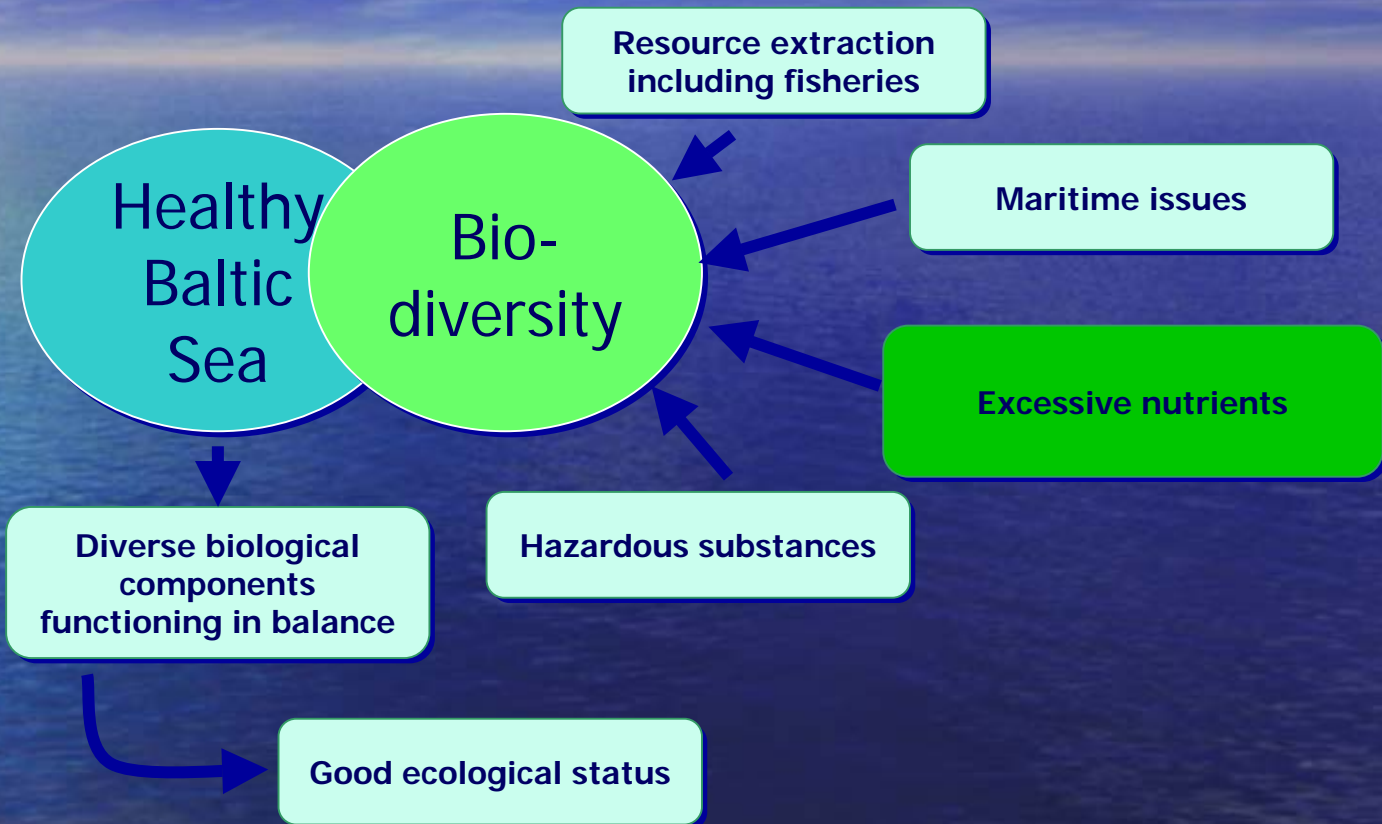 Resource extraction
including fisheries
Healthy
Baltic
Sea
Bio-
diversity
Maritime issues
Excessive nutrients
Hazardous substances
Diverse biological
components
functioning in balance
Good ecological status